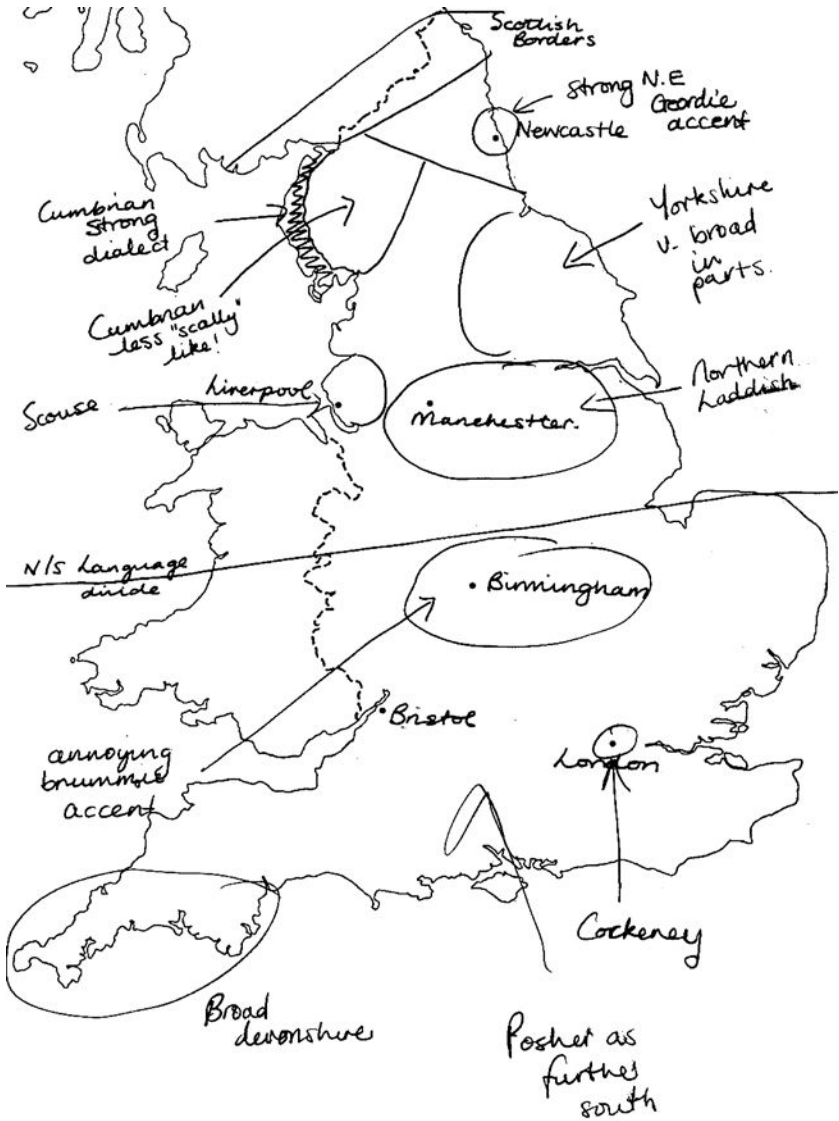 Scottish
Borders
strong N.E
Geordie
accent
Newcastle
Cumbrian
strong
dialect
Yorkshire
v. broad
in
parts.
Cumbrian
less "scally"
like!
Northern
Laddish
Liverpool
Scouse
Manchestter.
N/S Language
divide
Birmingham
Bristol
annoying
brummie
accent
London
Cockeney
Broad
devonshire
Posher as
further
south